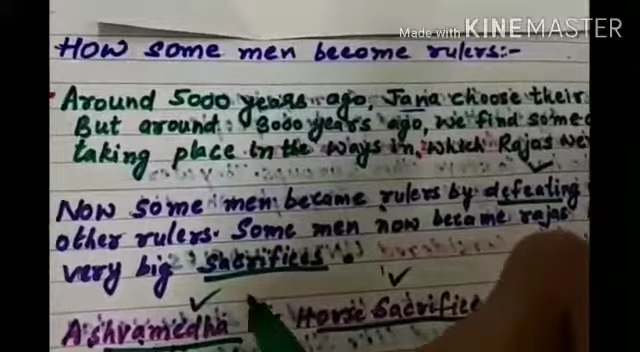 Made with KINEMASTER
How some men become rulers:-
Around 5000 years ago, Jana choose their
But around 3000 years ago, we find some
taking place in the ways in which Rajas we
Now some men became rulers by defeating
other rulers. Some men now became rajas
very big sacrifices.
Ashvamedha Horse Sacrifice